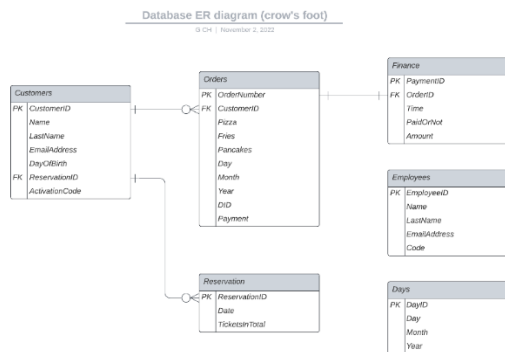 Database ER diagram (crow's foot)
G CH | November 2, 2022
Customers
PK CustomerID
Name
LastName
EmailAddress
DayOfBirth
FK ReservationID
ActivationCode
Orders
PK OrderNumber
FK CustomerID
Pizza
Fries
Pancakes
Day
Month
Year
DID
Payment
Reservation
PK ReservationID
Date
TicketsInTotal
Finance
PK PaymentID
FK OrderID
Time
PaidOrNot
Amount
Employees
PK EmployeeID
Name
LastName
EmailAddress
Code
Days
PK DayID
Day
Month
Year